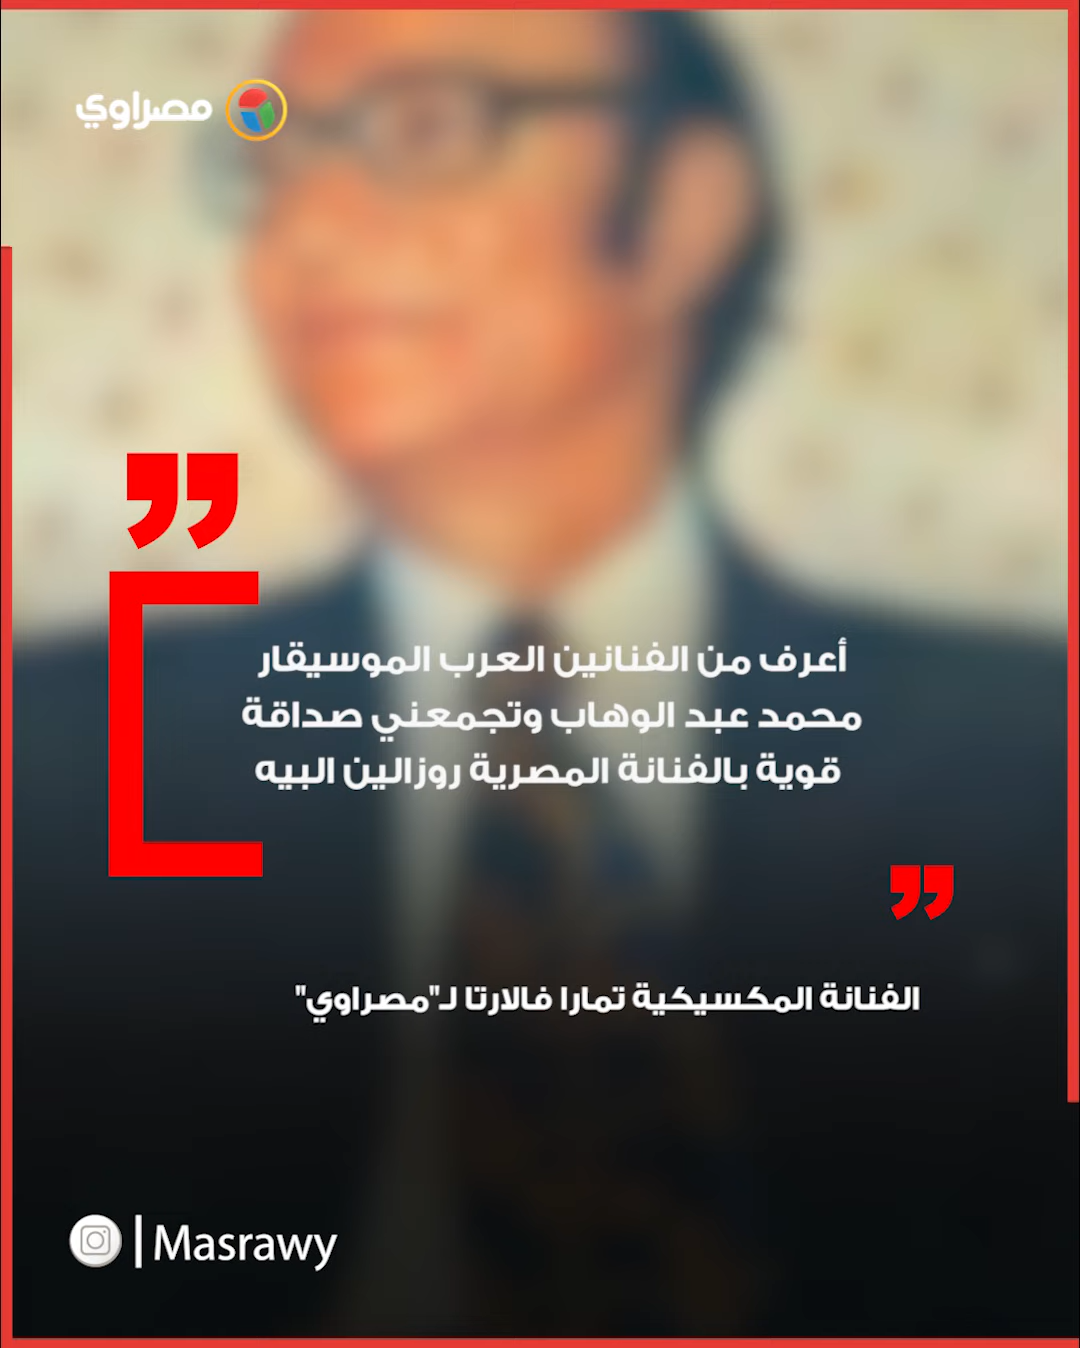 مصراوي
أعرف من الفنانين العرب الموسيقار
محمد عبد الوهاب وتجمعني صداقة
قوية بالفنانة المصرية روزالين البيه
الفنانة المكسيكية تمارا فالارتا لـ"مصراوي"
Masrawy